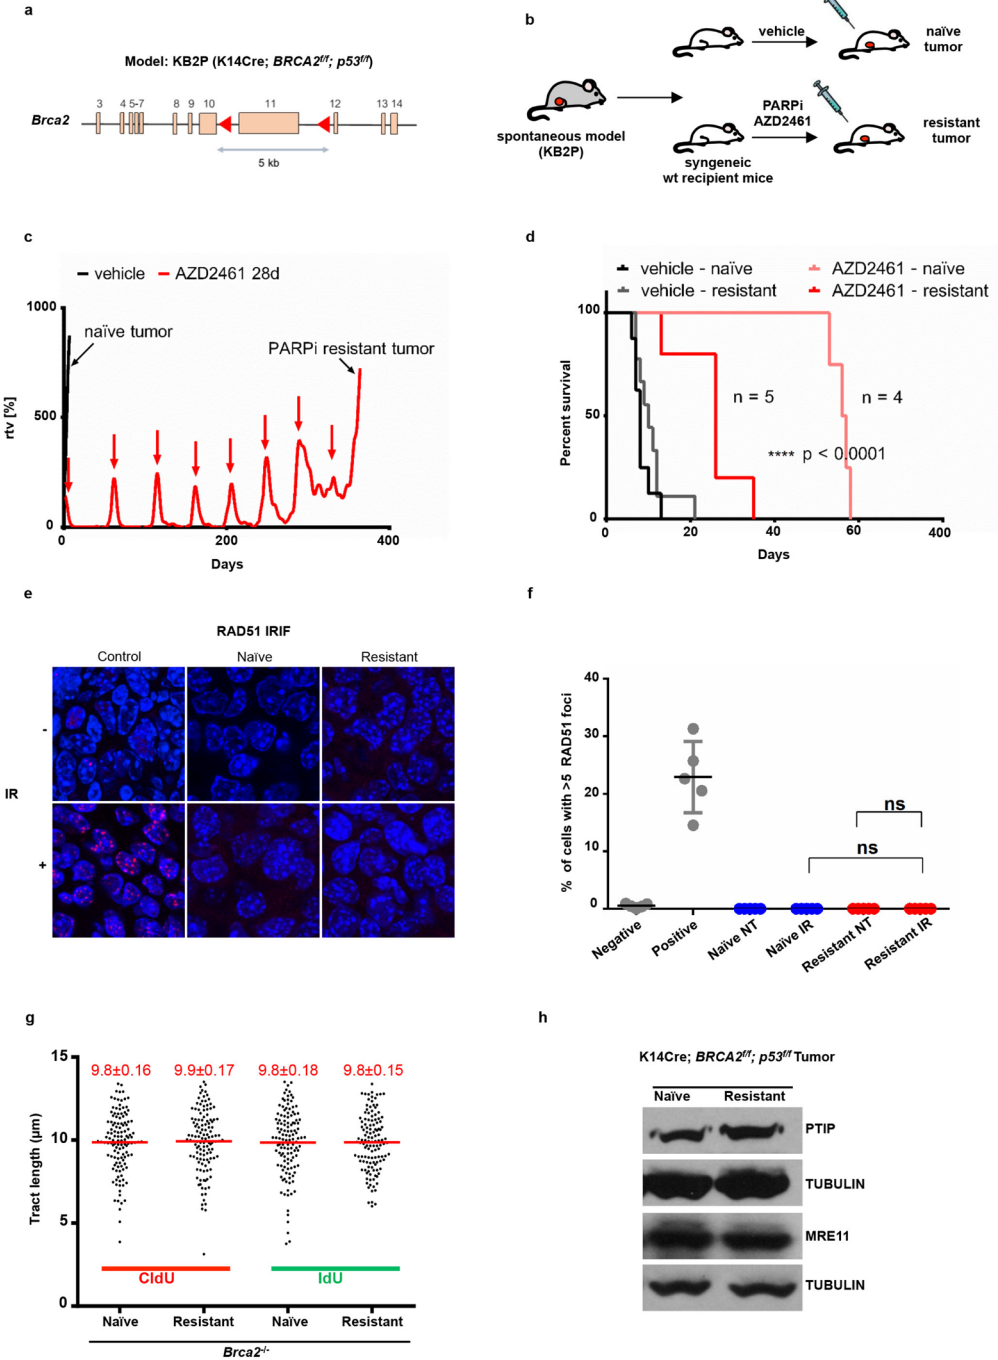 a
Model: KB2P (K14Cre; BRCA2f/f; p53f/f)
3 4 5-7 8 9 10 11 12 13 14
Brca2
5 kb
b
vehicle
naïve
tumor
spontaneous model
(KB2P)
PARPi
AZD2461
resistant
tumor
syngeneic
wt recipient mice
c
vehicle AZD2461 28d
1000
naïve tumor
PARPi resistant tumor
500
rtv [%]
0
0 200 400
Days
d
vehicle - naïve AZD2461 - naïve
vehicle - resistant AZD2461 - resistant
100
n = 5 n = 4
50
**** p < 0.0001
Percent survival
0
0 20 40 60 400
Days
e
RAD51 IRIF
Control Naïve Resistant
-
IR
+
f
40
30
20
10
0
% of cells with >5 RAD51 foci
ns
ns
Negative Positive Naïve NT Naïve IR Resistant NT Resistant IR
g
15
9.8±0.16 9.9±0.17 9.8±0.18 9.8±0.15
10
Tract length (μm)
5
CldU IdU
0
Naïve Resistant Naïve Resistant
Brca2-/-
h
K14Cre; BRCA2f/f; p53f/f Tumor
Naïve Resistant
PTIP
TUBULIN
MRE11
TUBULIN